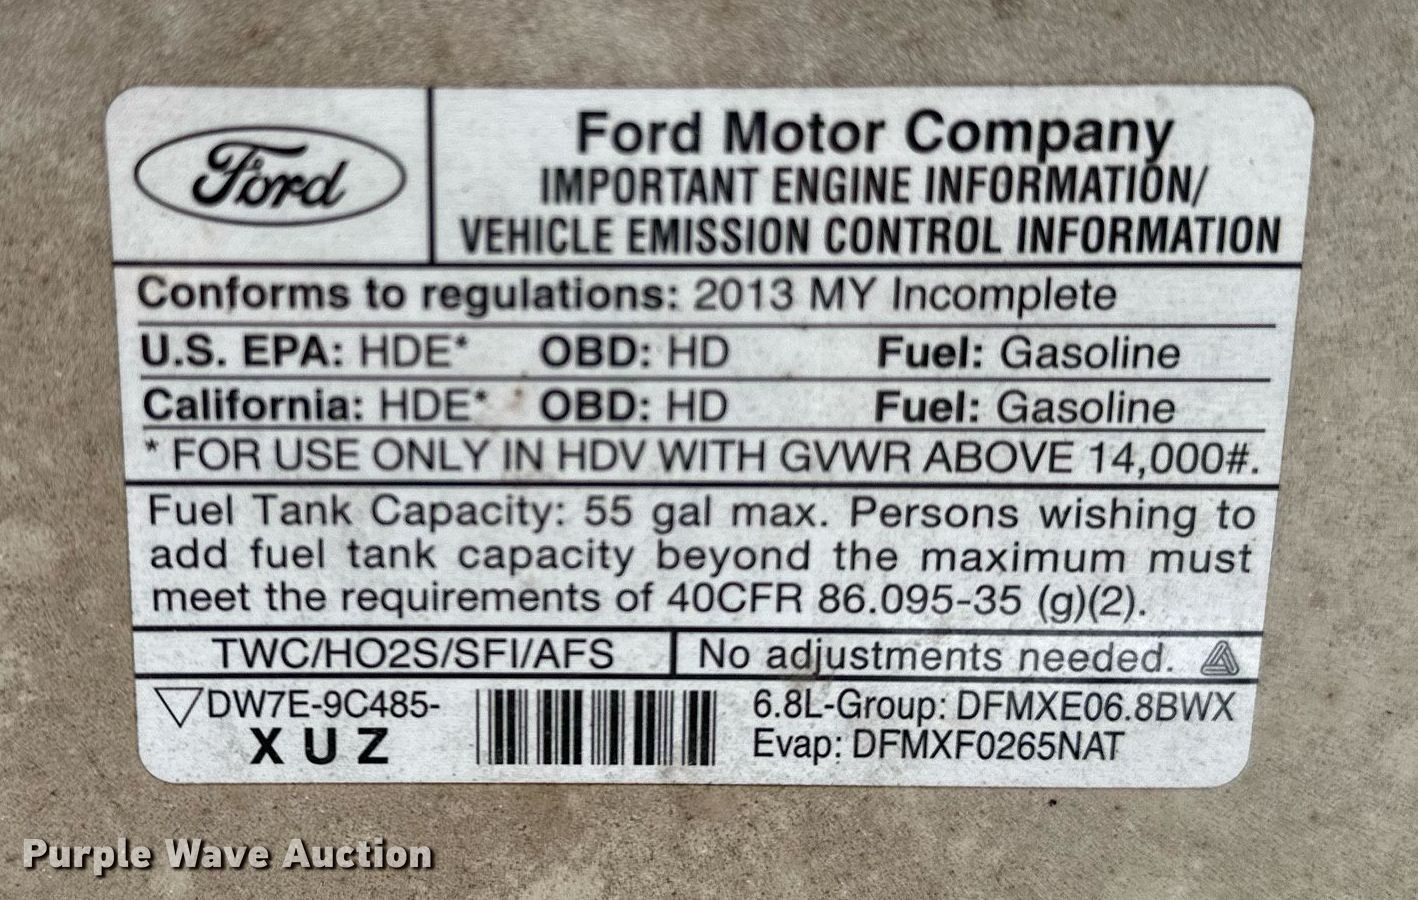 Ford
Ford Motor Company
IMPORTANT ENGINE INFORMATION/
VEHICLE EMISSION CONTROL INFORMATION
Conforms to regulations: 2013 MY Incomplete
U.S. EPA: HDE* OBD: HD Fuel: Gasoline
California: HDE* OBD: HD Fuel: Gasoline
* FOR USE ONLY IN HDV WITH GVWR ABOVE 14,000#.
Fuel Tank Capacity: 55 gal max. Persons wishing to
add fuel tank capacity beyond the maximum must
meet the requirements of 40CFR 86.095-35 (g)(2).
TWC/HO2S/SFI/AFS
No adjustments needed.
DW7E-9C485-
XUZ
6.8L-Group: DFMXE06.8BWX
Evap: DFMXF0265NAT
Purple Wave Auction